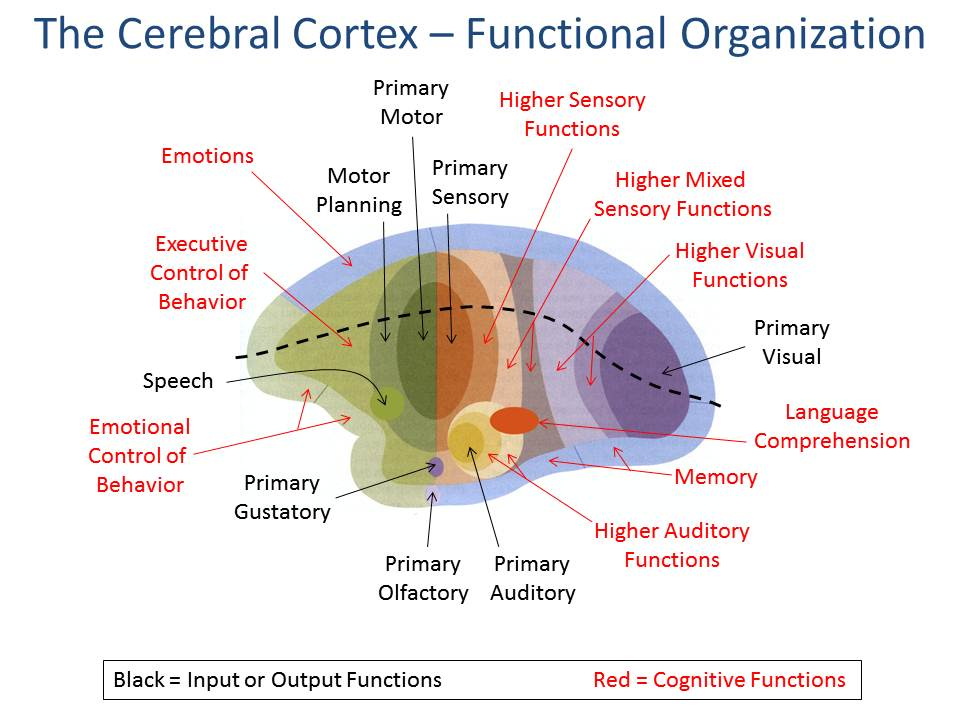 The Cerebral Cortex – Functional Organization
Primary
Motor
Higher Sensory
Functions
Emotions
Motor
Planning
Primary
Sensory
Higher Mixed
Sensory Functions
Executive
Control of
Behavior
Higher Visual
Functions
Primary
Visual
Speech
Emotional
Control of
Behavior
Language
Comprehension
Primary
Gustatory
Memory
Higher Auditory
Functions
Primary
Olfactory
Primary
Auditory
Black = Input or Output Functions
Red = Cognitive Functions